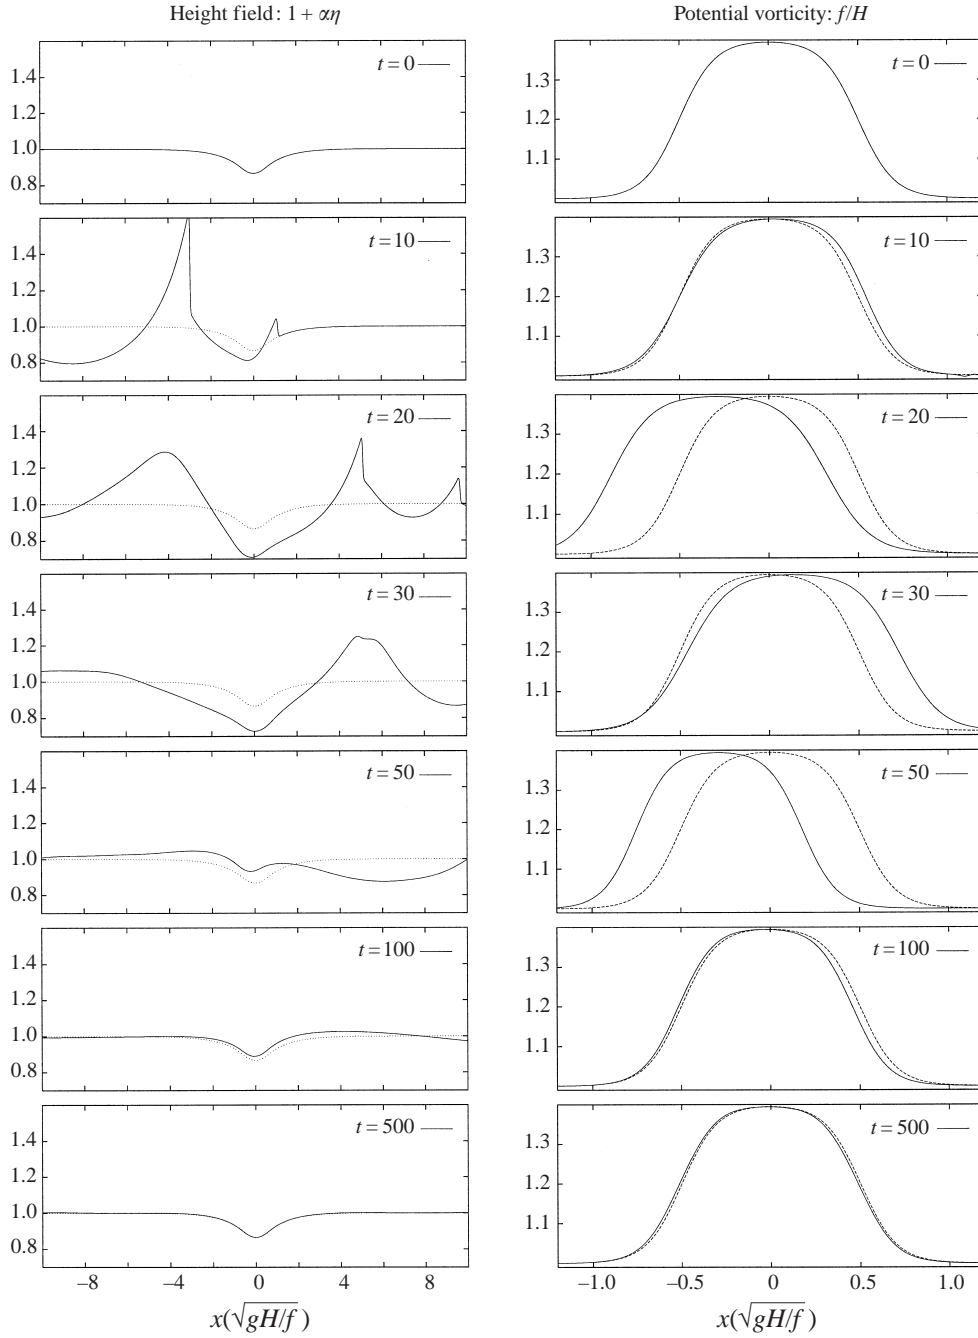 Height field: 1 + αη
Potential vorticity: f/H
t = 0
1.4
1.2
1.0
0.8
t = 0
1.3
1.2
1.1
t = 10
1.4
1.2
1.0
0.8
t = 10
1.3
1.2
1.1
t = 20
1.4
1.2
1.0
0.8
t = 20
1.3
1.2
1.1
t = 30
1.4
1.2
1.0
0.8
t = 30
1.3
1.2
1.1
t = 50
1.4
1.2
1.0
0.8
t = 50
1.3
1.2
1.1
t = 100
1.4
1.2
1.0
0.8
t = 100
1.3
1.2
1.1
t = 500
1.4
1.2
1.0
0.8
t = 500
1.3
1.2
1.1
–8 –4 0 4 8
–1.0 –0.5 0 0.5 1.0
x(√gH/f)
x(√gH/f)